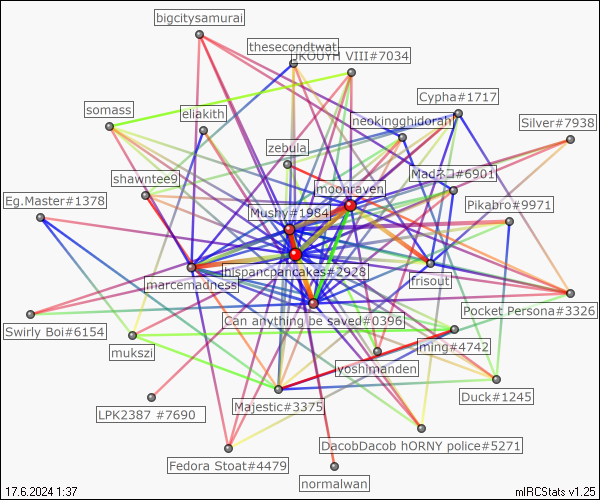 bigcitysamurai
thesecondtwat
JKOUYH VIII#7034
Cypha#1717
somass
eliakith
neokingghidorah
Silver#7938
zebula
Madネコ#6901
shawntee9
moonraven
Eg.Master#1378
Mushy#1984
Pikabro#9971
hispancpancakes#2928
marcemadness
frisout
Pocket Persona#3326
Swirly Boi#6154
Can anything be saved#0396
mukszi
ming#4742
yoshimanden
LPK2387 #7690
Majestic#3375
Duck#1245
DacobDacob hORNY police#5271
Fedora Stoat#4479
normalwan
17.6.2024 1:37
mIRCStats v1.25